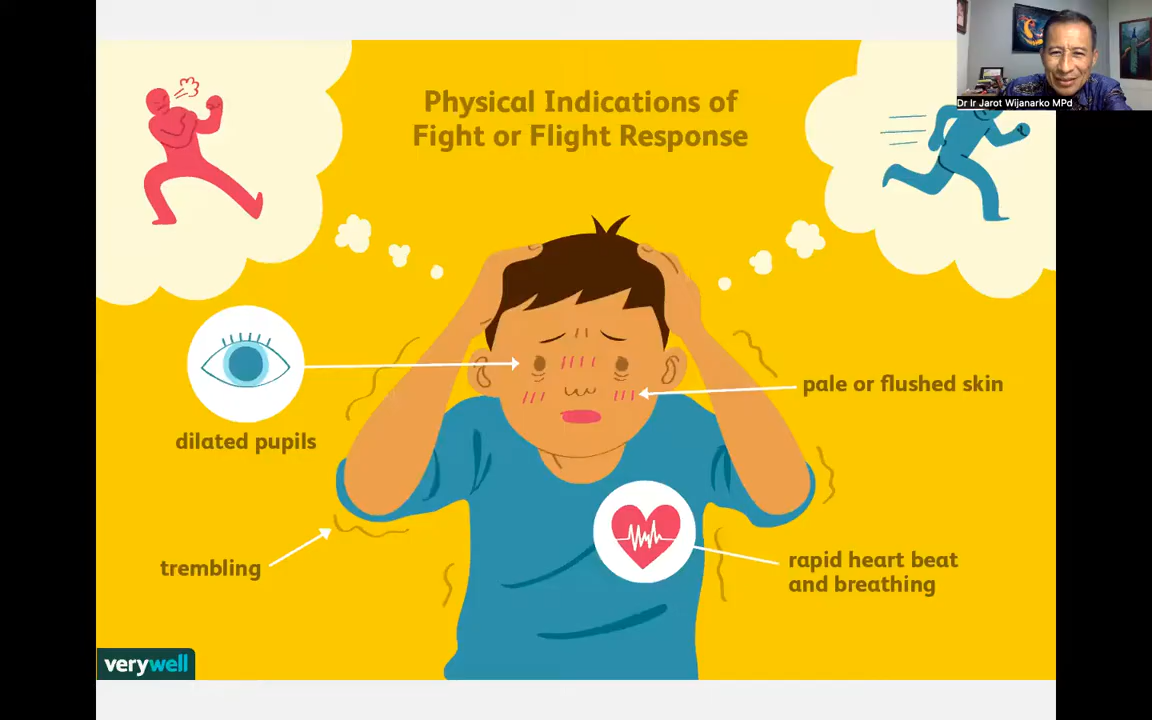 Dr Ir Jarot Wijanarko MPd
Physical Indications of
Fight or Flight Response
dilated pupils
pale or flushed skin
trembling
rapid heart beat
and breathing
verywell